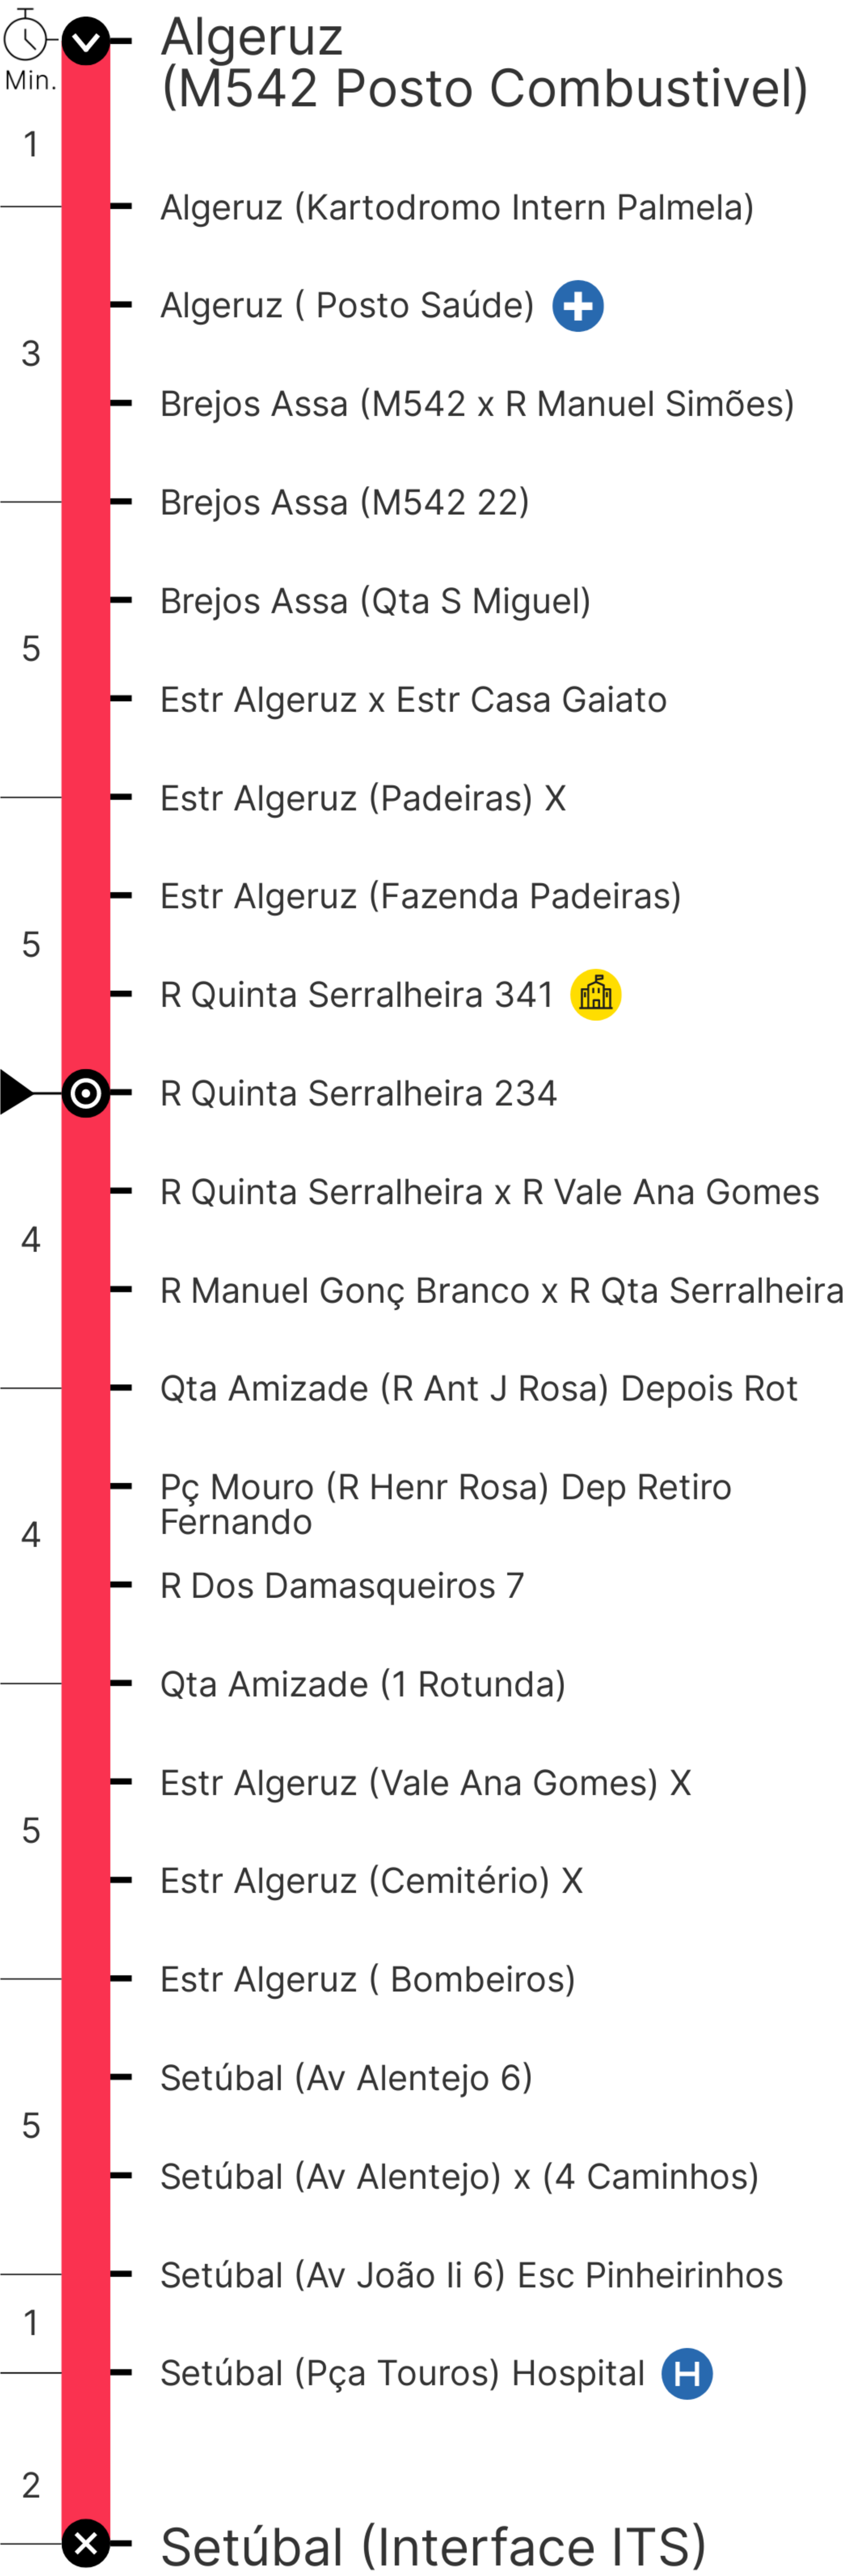 Algeruz
(M542 Posto Combustivel)
Min.
1
Algeruz (Kartodromo Intern Palmela)
Algeruz ( Posto Saúde)
3
Brejos Assa (M542 x R Manuel Simões)
Brejos Assa (M542 22)
Brejos Assa (Qta S Miguel)
5
Estr Algeruz x Estr Casa Gaiato
Estr Algeruz (Padeiras) X
Estr Algeruz (Fazenda Padeiras)
5
R Quinta Serralheira 341
R Quinta Serralheira 234
R Quinta Serralheira x R Vale Ana Gomes
4
R Manuel Gonç Branco x R Qta Serralheira
Qta Amizade (R Ant J Rosa) Depois Rot
Pç Mouro (R Henr Rosa) Dep Retiro
Fernando
4
R Dos Damasqueiros 7
Qta Amizade (1 Rotunda)
Estr Algeruz (Vale Ana Gomes) X
5
Estr Algeruz (Cemitério) X
Estr Algeruz ( Bombeiros)
Setúbal (Av Alentejo 6)
5
Setúbal (Av Alentejo) x (4 Caminhos)
Setúbal (Av João Ii 6) Esc Pinheirinhos
1
Setúbal (Pça Touros) Hospital H
2
Setúbal (Interface ITS)